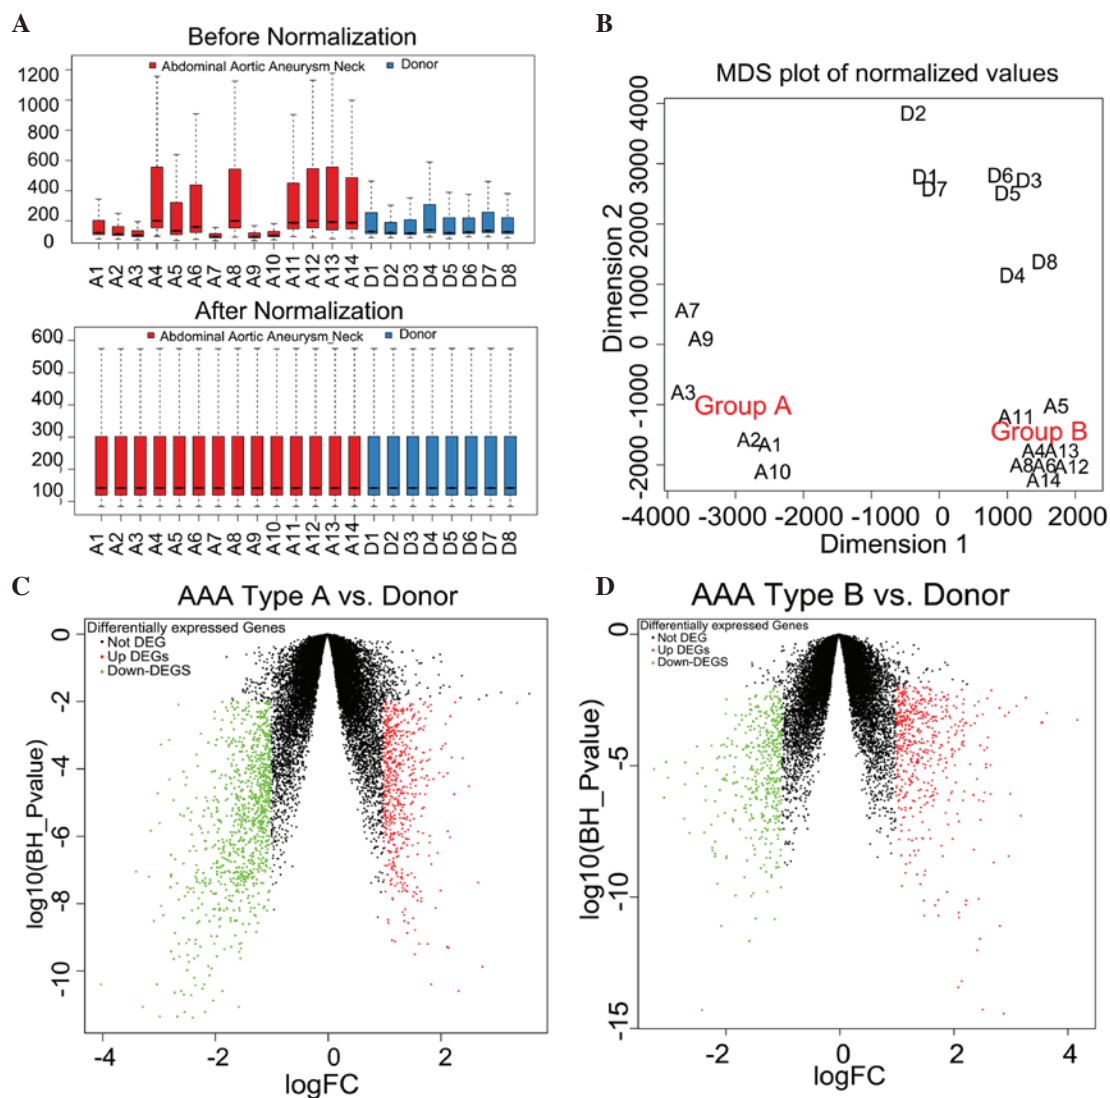 A
Before Normalization
Abdominal Aortic Aneurysm Neck Donor
1200
1000
800
600
400
200
0
A1 A2 A3 A4 A5 A6 A7 A8 A9 A10 A11 A12 A13 A14 D1 D2 D3 D4 D5 D6 D7 D8
After Normalization
Abdominal Aortic Aneurysm Neck Donor
600
500
400
300
200
100
A1 A2 A3 A4 A5 A6 A7 A8 A9 A10 A11 A12 A13 A14 D1 D2 D3 D4 D5 D6 D7 D8
B
MDS plot of normalized values
Dimension 2
4000
3000
2000
1000
0
-1000
-2000
D2
D1
D7
D6
D3
D5
D8
D4
A7
A9
A3
Group A
A2
A1
A10
A5
A11
Group B
A4 A13
A8 A6 A12
A14
-4000 -3000 -2000 0 1000 2000
Dimension 1
C
AAA Type A vs. Donor
Differentially expressed Genes
Not DEG
Up DEGs
Down-DEGS
log10(BH_Pvalue)
0
-2
-4
-6
-8
-10
-4 -2 0 2
logFC
D
AAA Type B vs. Donor
Differentially expressed Genes
Not DEG
Up DEGs
Down-DEGS
log10(BH_Pvalue)
0
-5
-10
-15
-2 0 2 4
logFC